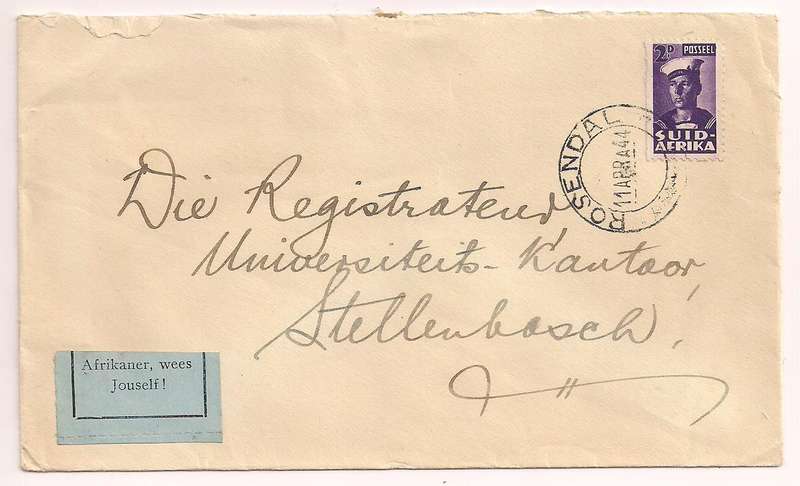 2D POSSEEL
SUID-
AFRIKA
ROSENDAL
11 APR A 44
Die Registrateur
Universiteits-Kantoor,
Stellenbosch!
Afrikaner, wees
Jouself!